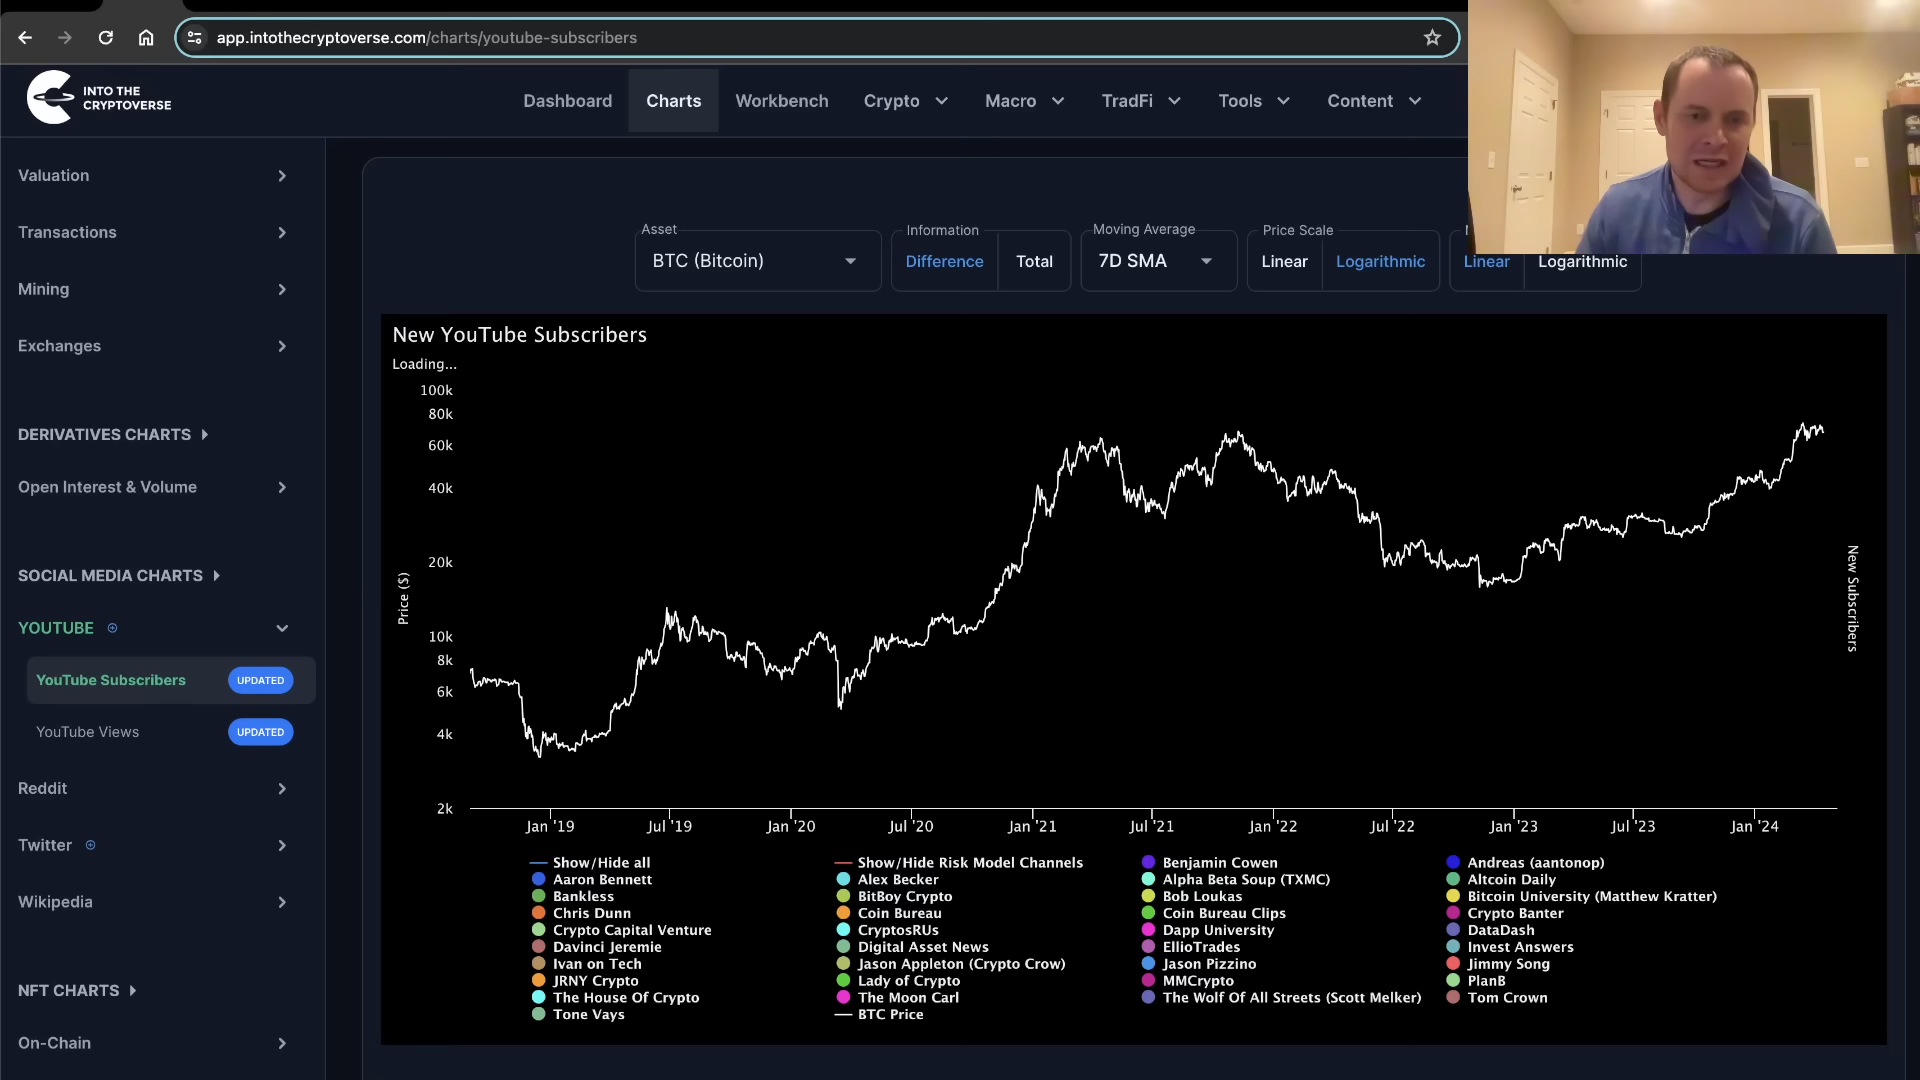 app.intothecryptoverse.com/charts/youtube-subscribers
INTO THE
CRYPTOVERSE
Dashboard Charts Workbench Crypto Macro TradFi Tools Content
Valuation
Transactions
Mining
Exchanges
DERIVATIVES CHARTS
Open Interest & Volume
SOCIAL MEDIA CHARTS
YOUTUBE
YouTube Subscribers UPDATED
YouTube Views UPDATED
Reddit
Twitter
Wikipedia
NFT CHARTS
On-Chain
Asset Information Moving Average Price Scale
BTC (Bitcoin) Difference Total 7D SMA Linear Logarithmic Linear Logarithmic
New YouTube Subscribers
Loading...
100k
80k
60k
40k
20k
10k
8k
6k
4k
2k
Price ($)
New Subscribers
Jan '19 Jul '19 Jan '20 Jul '20 Jan '21 Jul '21 Jan '22 Jul '22 Jan '23 Jul '23 Jan '24
Show/Hide all Show/Hide Risk Model Channels Benjamin Cowen Andreas (aantonop)
Aaron Bennett Alex Becker Alpha Beta Soup (TXMC) Altcoin Daily
Bankless BitBoy Crypto Bob Loukas Bitcoin University (Matthew Kratter)
Chris Dunn Coin Bureau Coin Bureau Clips Crypto Banter
Crypto Capital Venture CryptosRUs Dapp University DataDash
Davinci Jeremie Digital Asset News EllioTrades Invest Answers
Ivan on Tech Jason Appleton (Crypto Crow) Jason Pizzino Jimmy Song
JRNY Crypto Lady of Crypto MMCrypto PlanB
The House Of Crypto The Moon Carl The Wolf Of All Streets (Scott Melker) Tom Crown
Tone Vays BTC Price